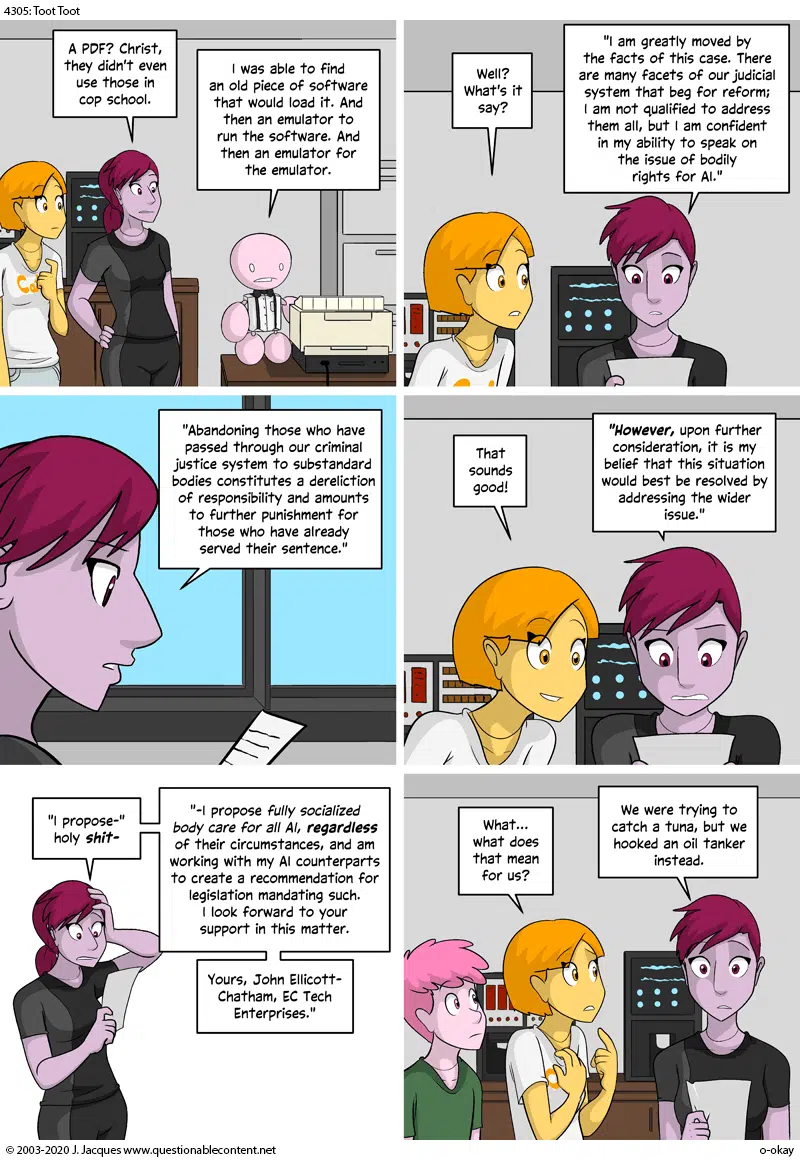 4305: Toot Toot
A PDF? Christ,
they didn't even
use those in
cop school.
I was able to find
an old piece of software
that would load it. And
then an emulator to
run the software. And
then an emulator for
the emulator.
Well?
What's it
say?
"I am greatly moved by
the facts of this case. There
are many facets of our judicial
system that beg for reform;
I am not qualified to address
them all, but I am confident
in my ability to speak on
the issue of bodily
rights for AI."
"Abandoning those who have
passed through our criminal
justice system to substandard
bodies constitutes a dereliction
of responsibility and amounts
to further punishment for
those who have already
served their sentence."
That
sounds
good!
"However, upon further
consideration, it is my
belief that this situation
would best be resolved by
addressing the wider
issue."
"I propose-"
holy shit-
"-I propose fully socialized
body care for all AI, regardless
of their circumstances, and am
working with my AI counterparts
to create a recommendation for
legislation mandating such.
I look forward to your
support in this matter.
Yours, John Ellicott-
Chatham, EC Tech
Enterprises."
What...
what does
that mean
for us?
We were trying to
catch a tuna, but we
hooked an oil tanker
instead.
© 2003-2020 J. Jacques www.questionablecontent.net
o-okay